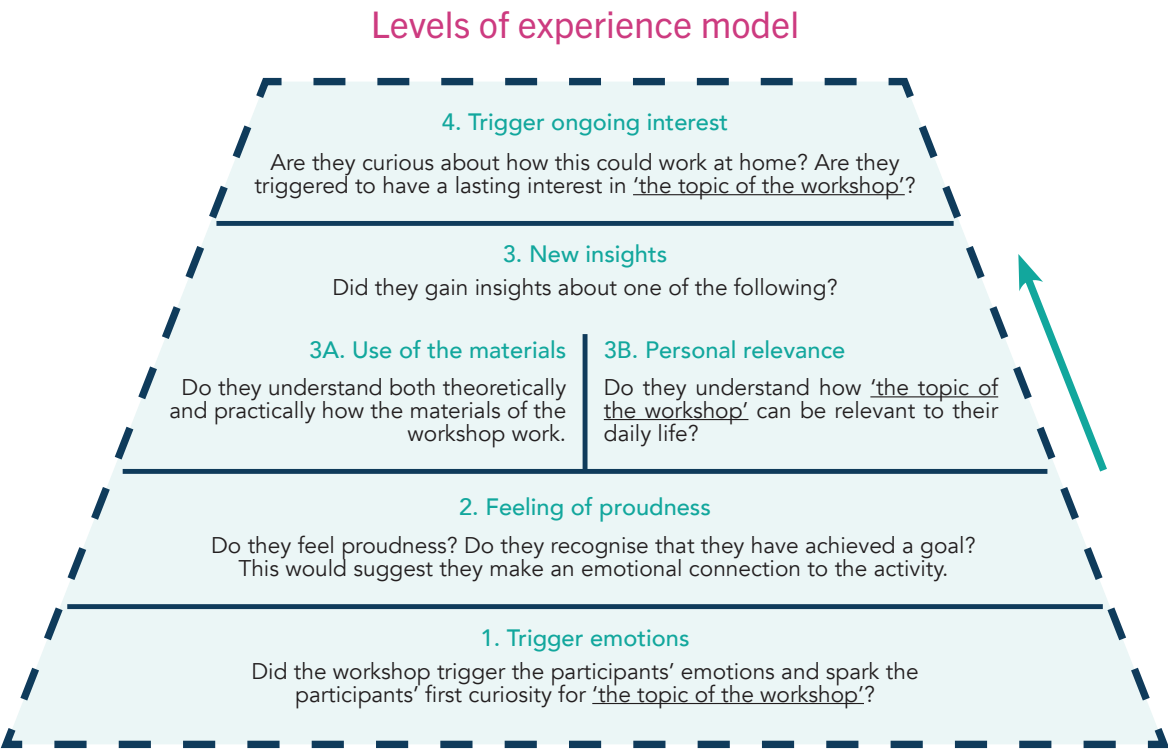 Levels of experience model
4. Trigger ongoing interest
Are they curious about how this could work at home? Are they
triggered to have a lasting interest in ‘the topic of the workshop’?
3. New insights
Did they gain insights about one of the following?
3A. Use of the materials
Do they understand both theoretically
and practically how the materials of the
workshop work.
3B. Personal relevance
Do they understand how ‘the topic of
the workshop’ can be relevant to their
daily life?
2. Feeling of proudness
Do they feel proudness? Do they recognise that they have achieved a goal?
This would suggest they make an emotional connection to the activity.
1. Trigger emotions
Did the workshop trigger the participants’ emotions and spark the
participants’ first curiosity for ‘the topic of the workshop’?